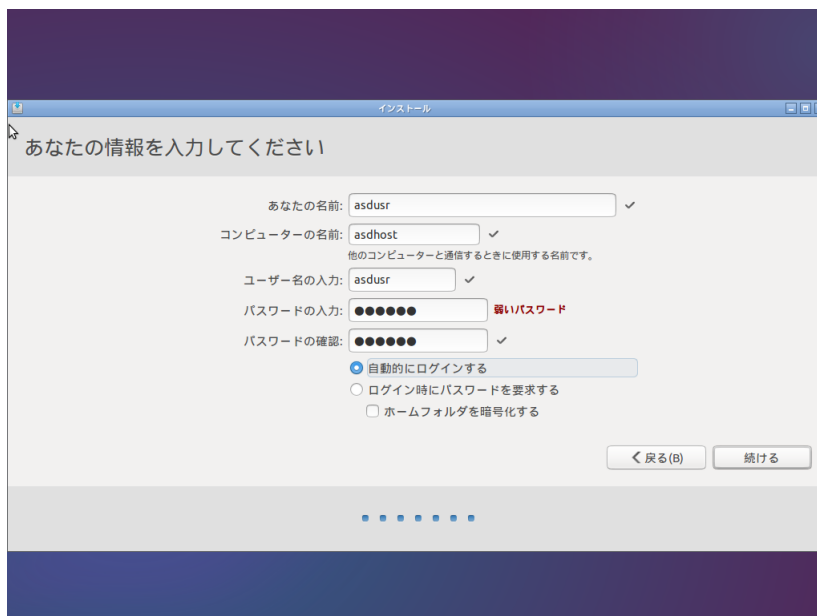 インストール
あなたの情報を入力してください
あなたの名前: asdusr
コンピューターの名前: asdhost
他のコンピューターと通信するときに使用する名前です。
ユーザー名の入力: asdusr
パスワードの入力: ●●●●●● 弱いパスワード
パスワードの確認: ●●●●●●
自動的にログインする
ログイン時にパスワードを要求する
ホームフォルダを暗号化する
戻る(B) 続ける